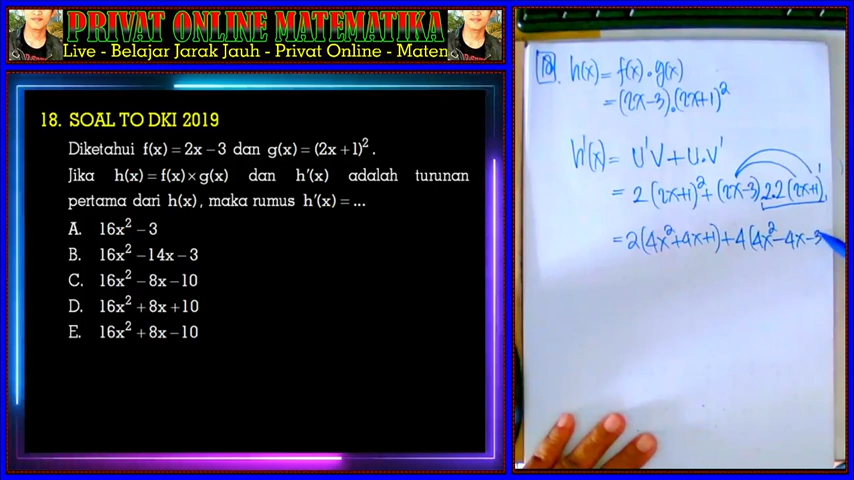 PRIVAT ONLINE MATEMATIKA
Live - Belajar Jarak Jauh - Privat Online - Matem
18. SOAL TO DKI 2019
Diketahui f(x) = 2x − 3 dan g(x) = (2x + 1)².
Jika h(x) = f(x) × g(x) dan h′(x) adalah turunan
pertama dari h(x), maka rumus h′(x) = ...
A. 16x² − 3
B. 16x² − 14x − 3
C. 16x² − 8x − 10
D. 16x² + 8x + 10
E. 16x² + 8x − 10
18. h(x) = f(x) · g(x)
= (2x−3).(2x+1)²
h′(x) = U′V + U.V′
= 2(2x+1)² + (2x−3).2.2(2x+1)¹
= 2(4x²+4x+1) + 4(4x²−4x−3